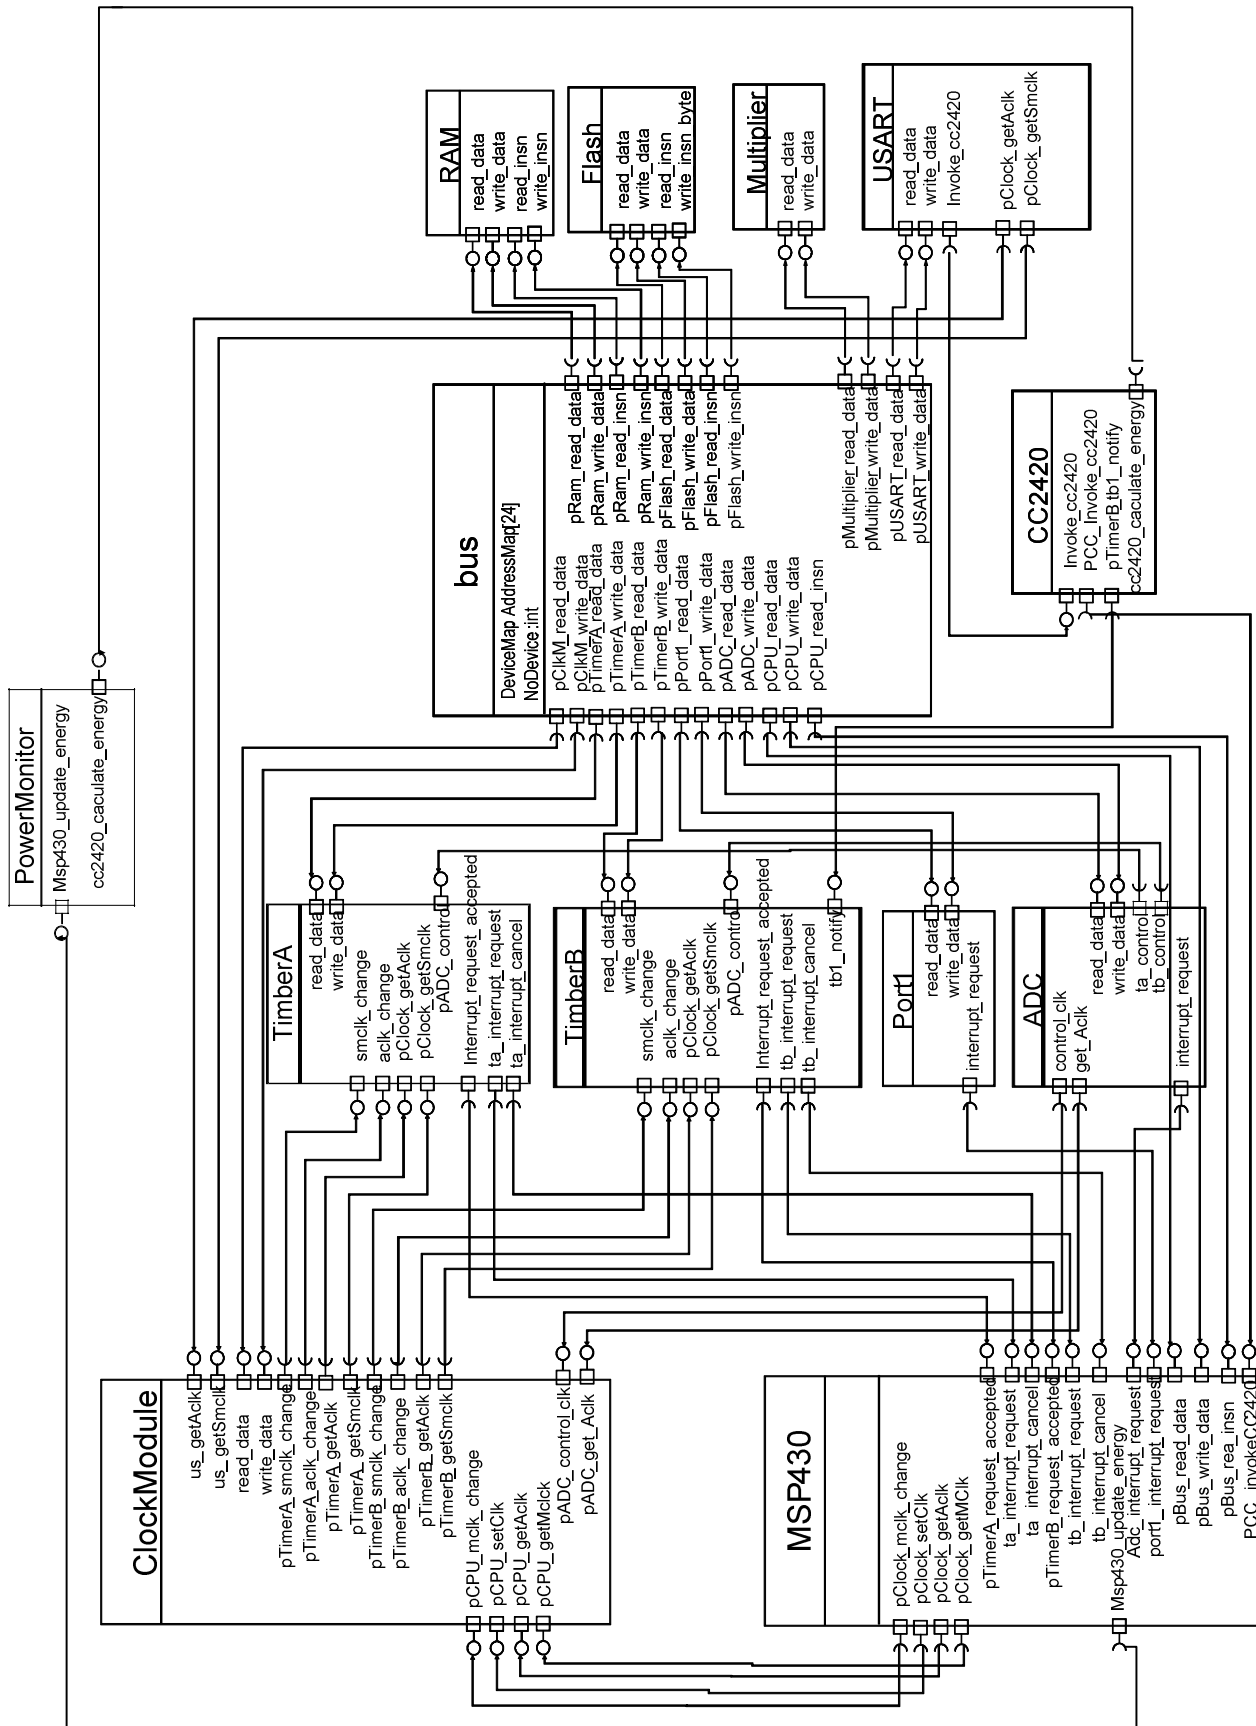 PowerMonitor
Msp430_update_energy
cc2420_caculate_energy
RAM
read_data
write_data
read_insn
write_insn
Flash
read_data
write_data
read_insn
write_insn_byte
Multiplier
read_data
write_data
USART
read_data
write_data
Invoke_cc2420
pClock_getAclk
pClock_getSmclk
bus
DeviceMap AddressMap[24]
NoDevice:int
pRam_read_data
pRam_write_data
pRam_read_insn
pRam_write_insn
pFlash_read_data
pFlash_write_data
pFlash_read_insn
pFlash_write_insn
pMultiplier_read_data
pMultiplier_write_data
pUSART_read_data
pUSART_write_data
pClkM_read_data
pClkM_write_data
pTimerA_read_data
pTimerA_write_data
pTimerB_read_data
pTimerB_write_data
pPort1_read_data
pPort1_write_data
pADC_read_data
pADC_write_data
pCPU_read_data
pCPU_write_data
pCPU_read_insn
CC2420
Invoke_cc2420
PCC_Invoke_cc2420
pTimerB_tb1_notify
cc2420_caculate_energy
TimberA
read_data
write_data
smclk_change
aclk_change
pClock_getAclk
pClock_getSmclk
pADC_control
Interrupt_request_accepted
ta_interrupt_request
ta_interrupt_cancel
TimberB
read_data
write_data
smclk_change
aclk_change
pClock_getAclk
pClock_getSmclk
pADC_control
Interrupt_request_accepted
tb_interrupt_request
tb_interrupt_cancel
tb1_notify
Port1
read_data
write_data
interrupt_request
ADC
control_clk
get_Aclk
read_data
write_data
ta_control
tb_control
interrupt_request
ClockModule
us_getAclk
us_getSmclk
read_data
write_data
pTimerA_smclk_change
pTimerA_aclk_change
pTimerA_getAclk
pTimerA_getSmclk
pTimerB_smclk_change
pTimerB_aclk_change
pTimerB_getAclk
pTimerB_getSmclk
pCPU_mclk_change
pCPU_setClk
pCPU_getAclk
pCPU_getMclck
pADC_control_clk
pADC_get_Aclk
MSP430
pClock_mclk_change
pClock_setClk
pClock_getAclk
pClock_getMClk
pTimerA_request_accepted
ta_interrupt_request
ta_interrupt_cancel
pTimerB_request_accepted
tb_interrupt_request
tb_interrupt_cancel
Msp430_update_energy
Adc_interrupt_request
port1_interrupt_request
pBus_read_data
pBus_write_data
pBus_rea_insn
PCC_invokeCC2420